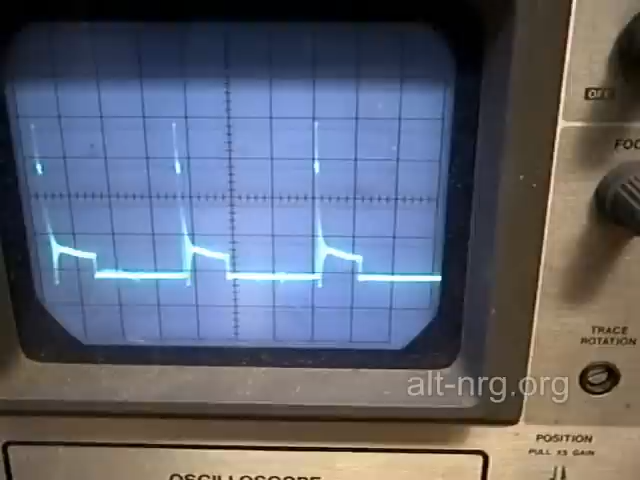 OFF
FOC
TRACE
ROTATION
alt-nrg.org
POSITION
PULL X5 GAIN
OSCILLOSCOPE